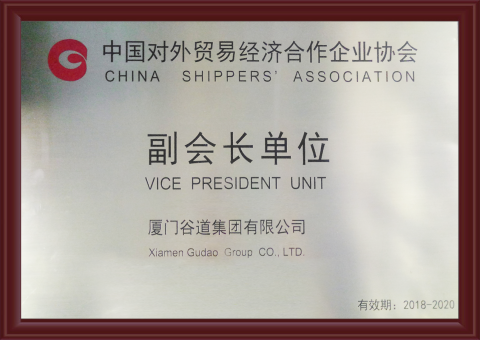 中国对外贸易经济合作企业协会
CHINA SHIPPERS' ASSOCIATION
副会长单位
VICE PRESIDENT UNIT
厦门谷道集团有限公司
Xiamen Gudao Group CO., LTD.
有效期：2018-2020